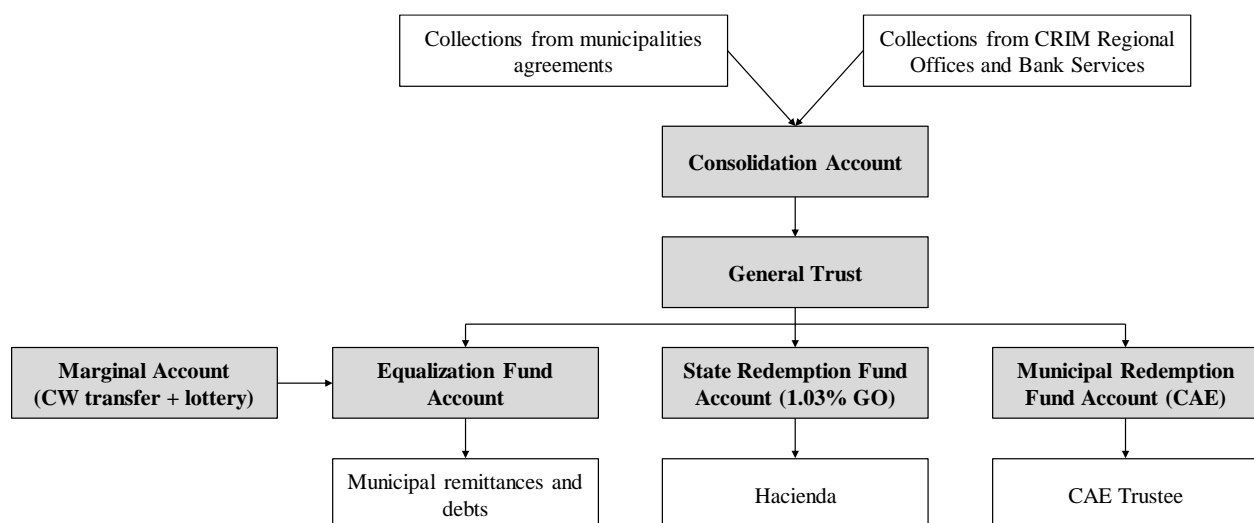 Collections from municipalities
agreements
Collections from CRIM Regional
Offices and Bank Services
Consolidation Account
General Trust
Marginal Account
(CW transfer + lottery)
Equalization Fund
Account
State Redemption Fund
Account (1.03% GO)
Municipal Redemption
Fund Account (CAE)
Municipal remittances and
debts
Hacienda
CAE Trustee